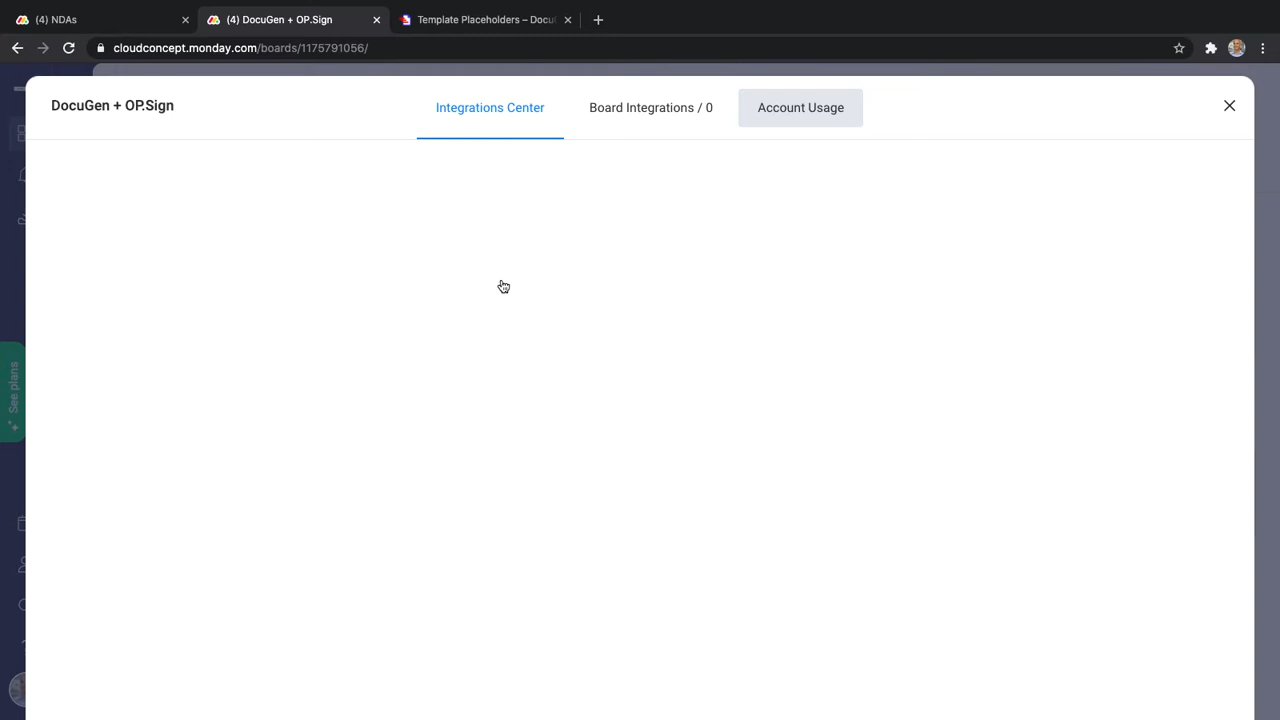 (4) NDAs
(4) DocuGen + OP.Sign
Template Placeholders – Docu
cloudconcept.monday.com/boards/1175791056/
DocuGen + OP.Sign
Integrations Center
Board Integrations / 0
Account Usage
See plans